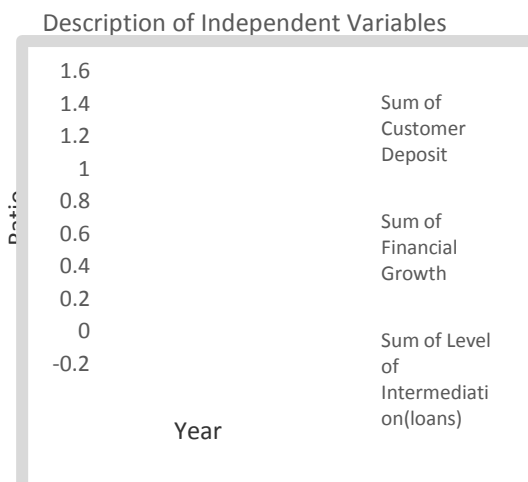 Description of Independent Variables
1.6
1.4
1.2
1
0.8
0.6
0.4
0.2
0
-0.2
Ratio
Year
Sum of
Customer
Deposit
Sum of
Financial
Growth
Sum of Level
of
Intermediati
on(loans)